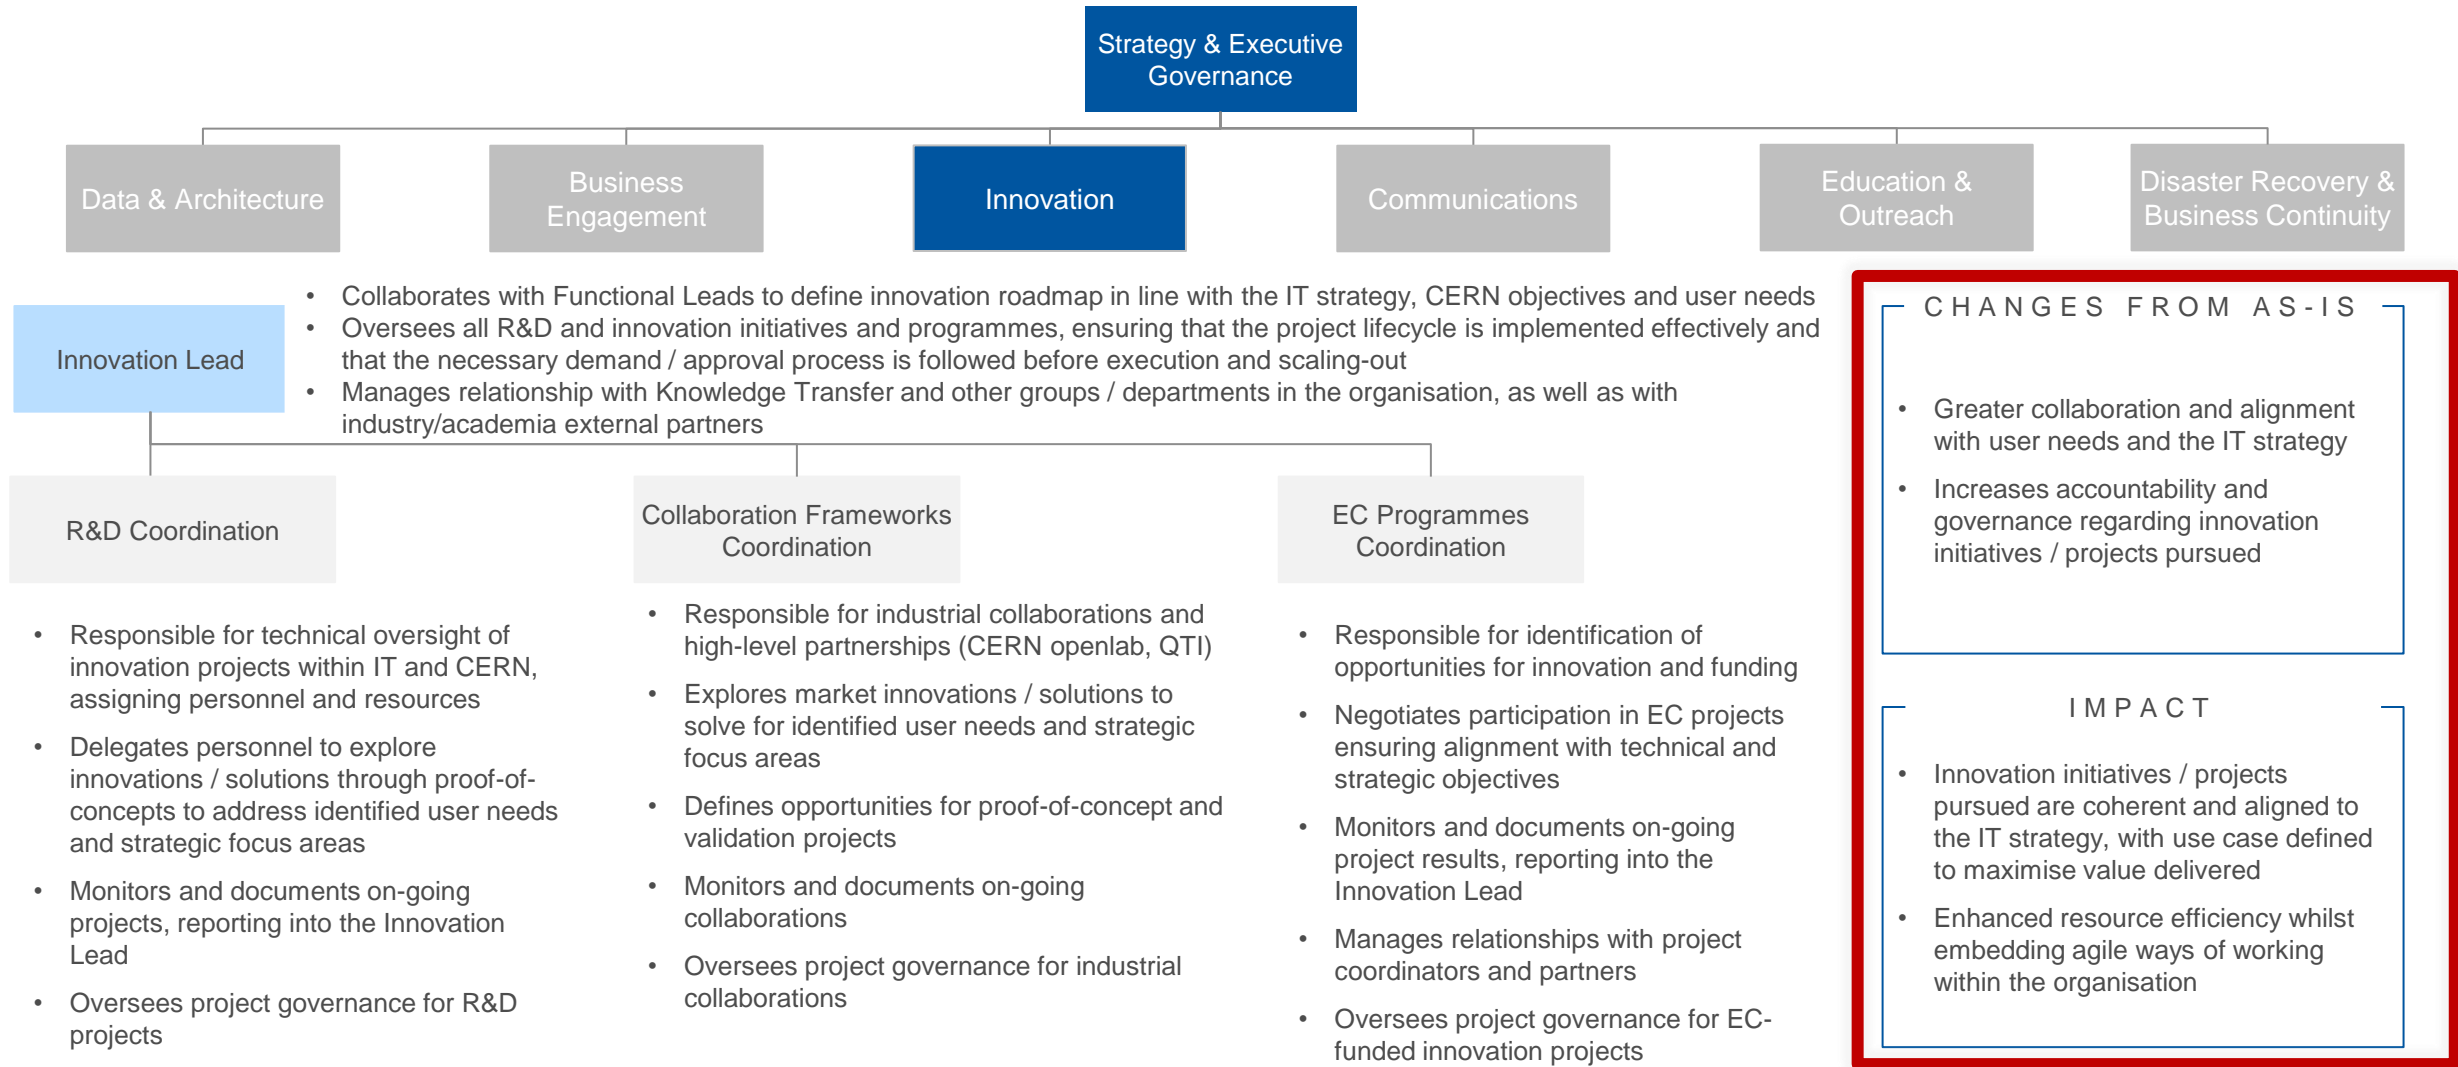 Strategy & Executive
Governance
Data & Architecture
Business
Engagement
Innovation
Communications
Education &
Outreach
Disaster Recovery &
Business Continuity
Innovation Lead
• Collaborates with Functional Leads to define innovation roadmap in line with the IT strategy, CERN objectives and user needs
• Oversees all R&D and innovation initiatives and programmes, ensuring that the project lifecycle is implemented effectively and
that the necessary demand / approval process is followed before execution and scaling-out
• Manages relationship with Knowledge Transfer and other groups / departments in the organisation, as well as with
industry/academia external partners
R&D Coordination
• Responsible for technical oversight of
innovation projects within IT and CERN,
assigning personnel and resources
• Delegates personnel to explore
innovations / solutions through proof-of-
concepts to address identified user needs
and strategic focus areas
• Monitors and documents on-going
projects, reporting into the Innovation
Lead
• Oversees project governance for R&D
projects
Collaboration Frameworks
Coordination
• Responsible for industrial collaborations and
high-level partnerships (CERN openlab, QTI)
• Explores market innovations / solutions to
solve for identified user needs and strategic
focus areas
• Defines opportunities for proof-of-concept and
validation projects
• Monitors and documents on-going
collaborations
• Oversees project governance for industrial
collaborations
EC Programmes
Coordination
• Responsible for identification of
opportunities for innovation and funding
• Negotiates participation in EC projects
ensuring alignment with technical and
strategic objectives
• Monitors and documents on-going
project results, reporting into the
Innovation Lead
• Manages relationships with project
coordinators and partners
• Oversees project governance for EC-
funded innovation projects
CHANGES FROM AS-IS
• Greater collaboration and alignment
with user needs and the IT strategy
• Increases accountability and
governance regarding innovation
initiatives / projects pursued
IMPACT
• Innovation initiatives / projects
pursued are coherent and aligned to
the IT strategy, with use case defined
to maximise value delivered
• Enhanced resource efficiency whilst
embedding agile ways of working
within the organisation